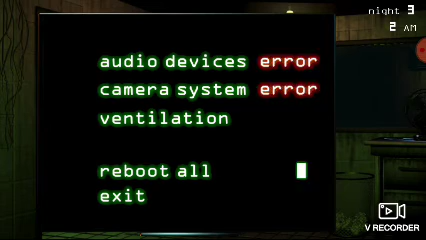 night 3
2 AM
audio devices error
camera system error
ventilation
reboot all
exit
V RECORDER